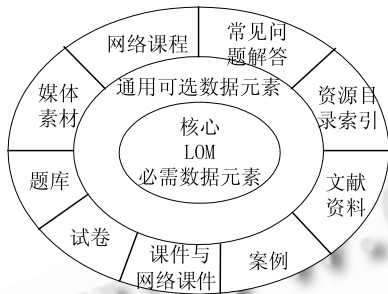 网络课程
常见问
题解答
媒体
素材
通用可选数据元素
资源目
录索引
核心
LOM
必需数据元素
题库
文献
资料
试卷
课件与
网络课件
案例